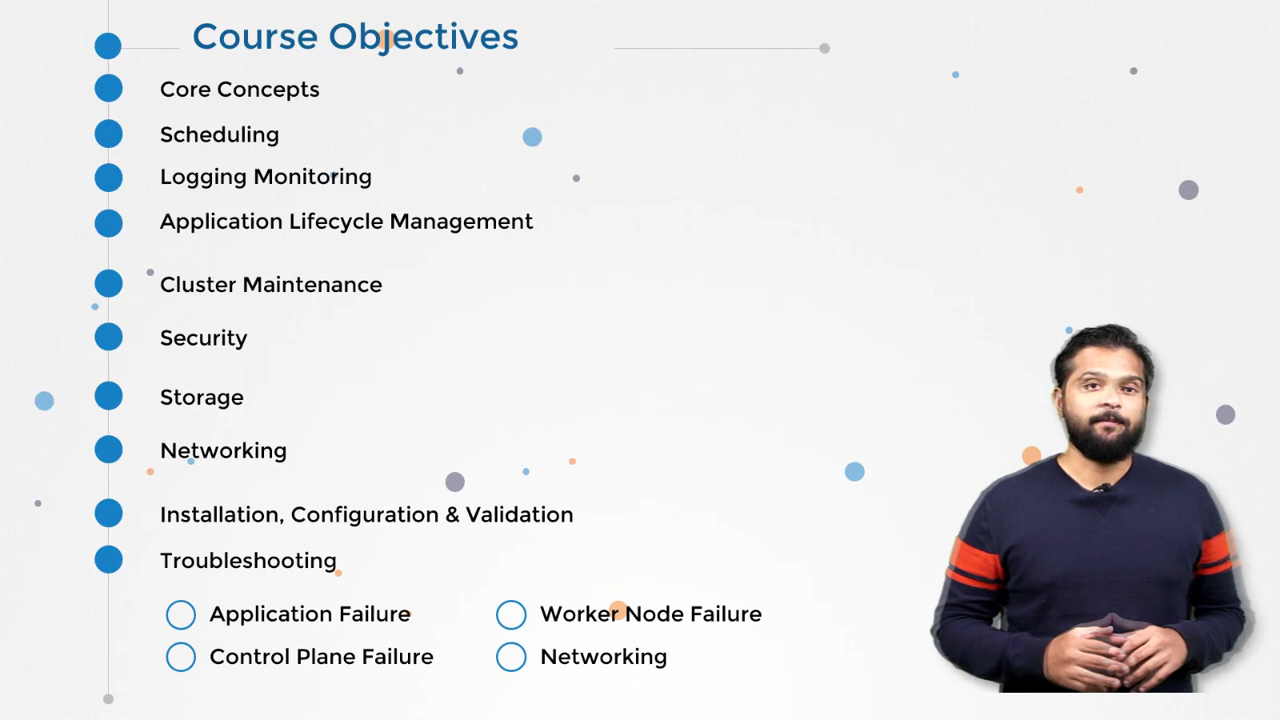 Course Objectives
Core Concepts
Scheduling
Logging Monitoring
Application Lifecycle Management
Cluster Maintenance
Security
Storage
Networking
Installation, Configuration & Validation
Troubleshooting
Application Failure
Worker Node Failure
Control Plane Failure
Networking